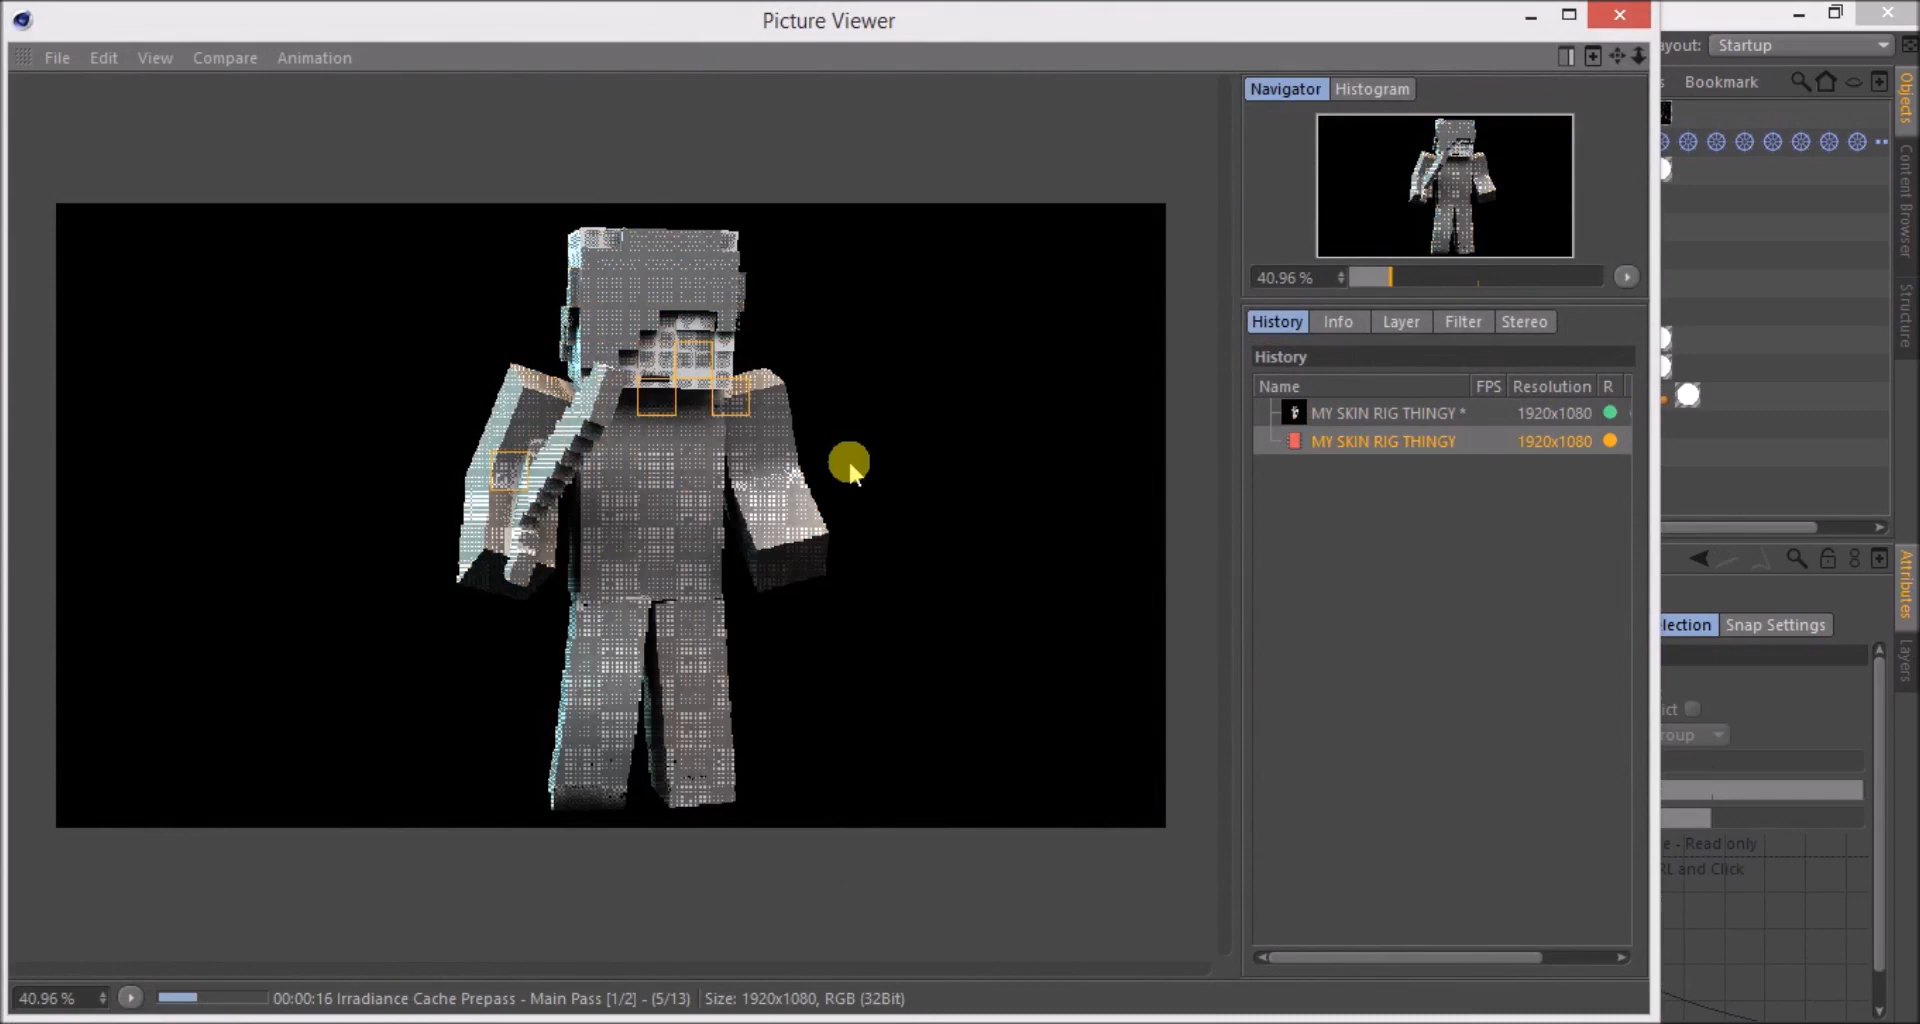 Picture Viewer
File Edit View Compare Animation
Navigator Histogram
40.96 %
History Info Layer Filter Stereo
History
Name FPS Resolution R
MY SKIN RIG THINGY * 1920x1080
MY SKIN RIG THINGY 1920x1080
40.96 % 00:00:16 Irradiance Cache Prepass - Main Pass [1/2] - (5/13) Size: 1920x1080, RGB (32Bit)
ayout: Startup
s Bookmark
Objects
Content Browser
Structure
Attributes
Layers
lection Snap Settings
ict
roup
e - Read only
RL and Click